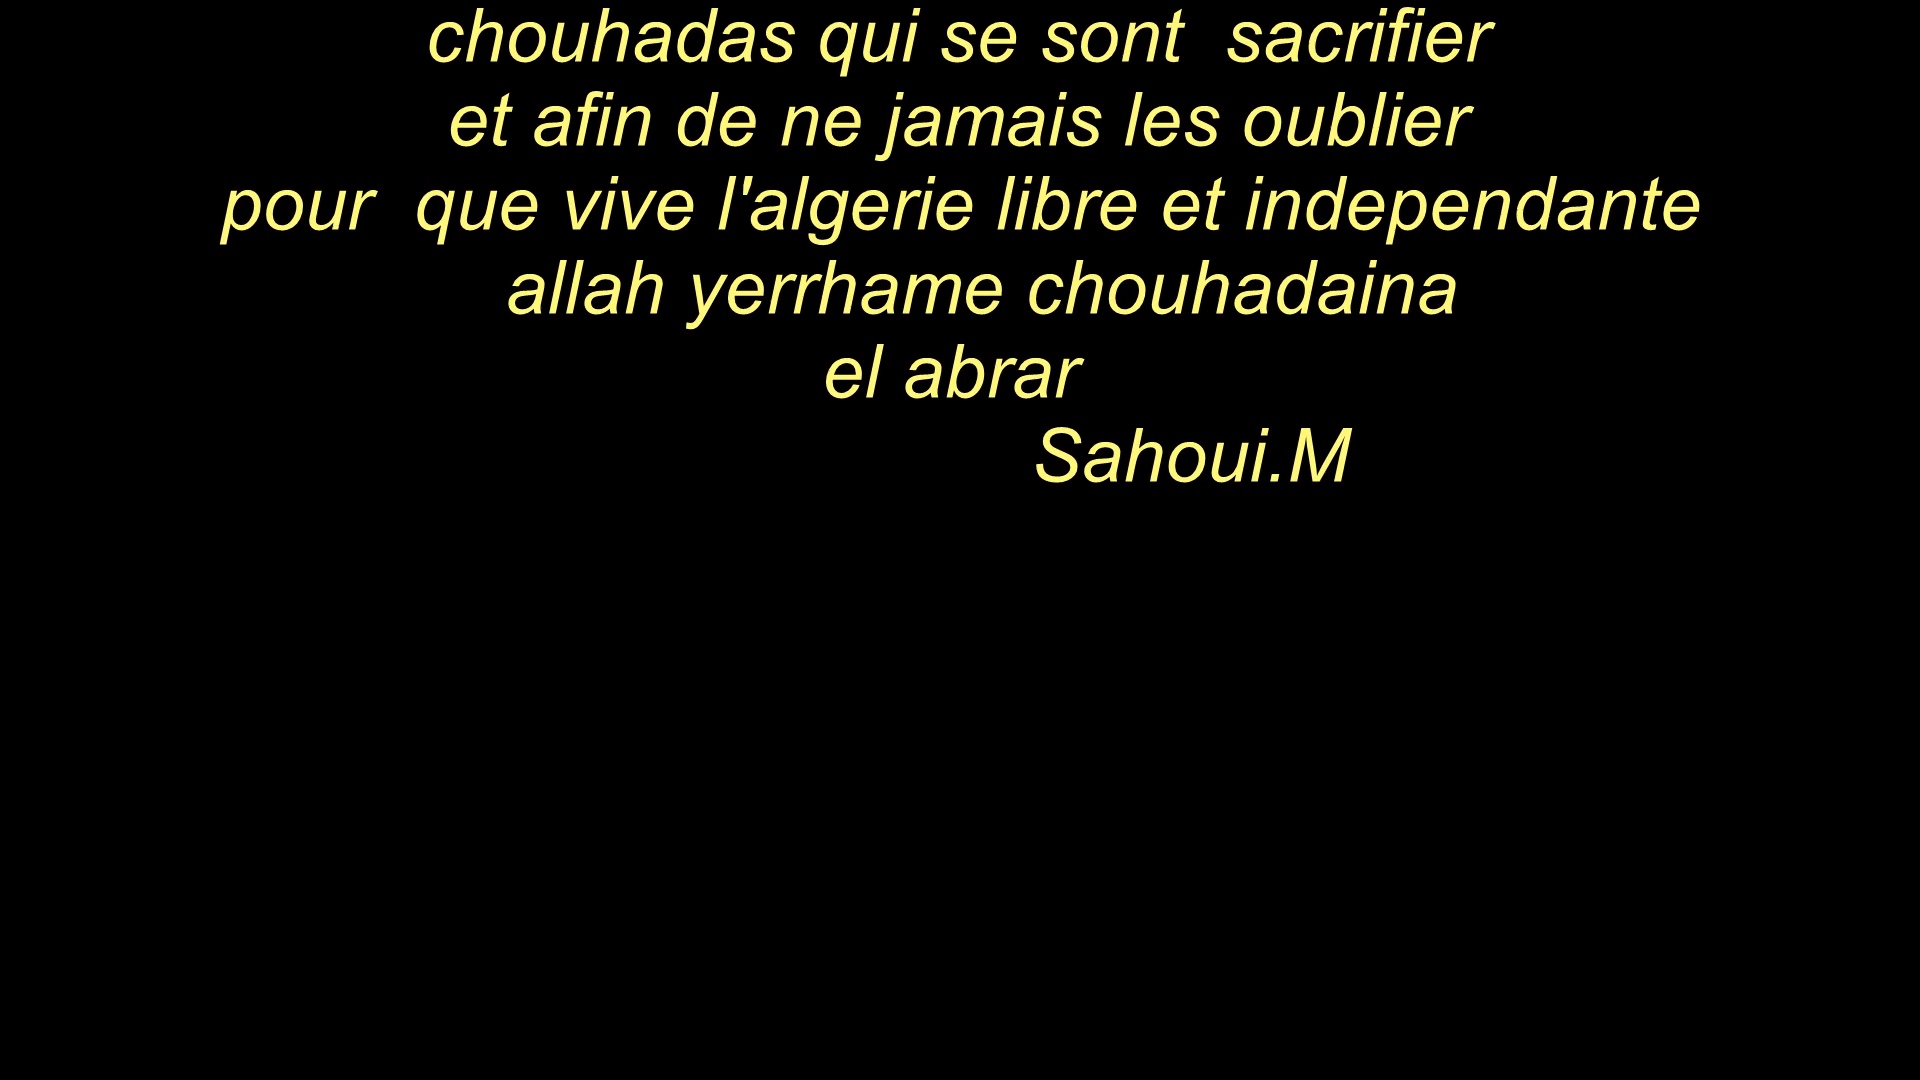 chouhadas qui se sont  sacrifier
et afin de ne jamais les oublier
pour  que vive l'algerie libre et independante
allah yerrhame chouhadaina
el abrar
Sahoui.M